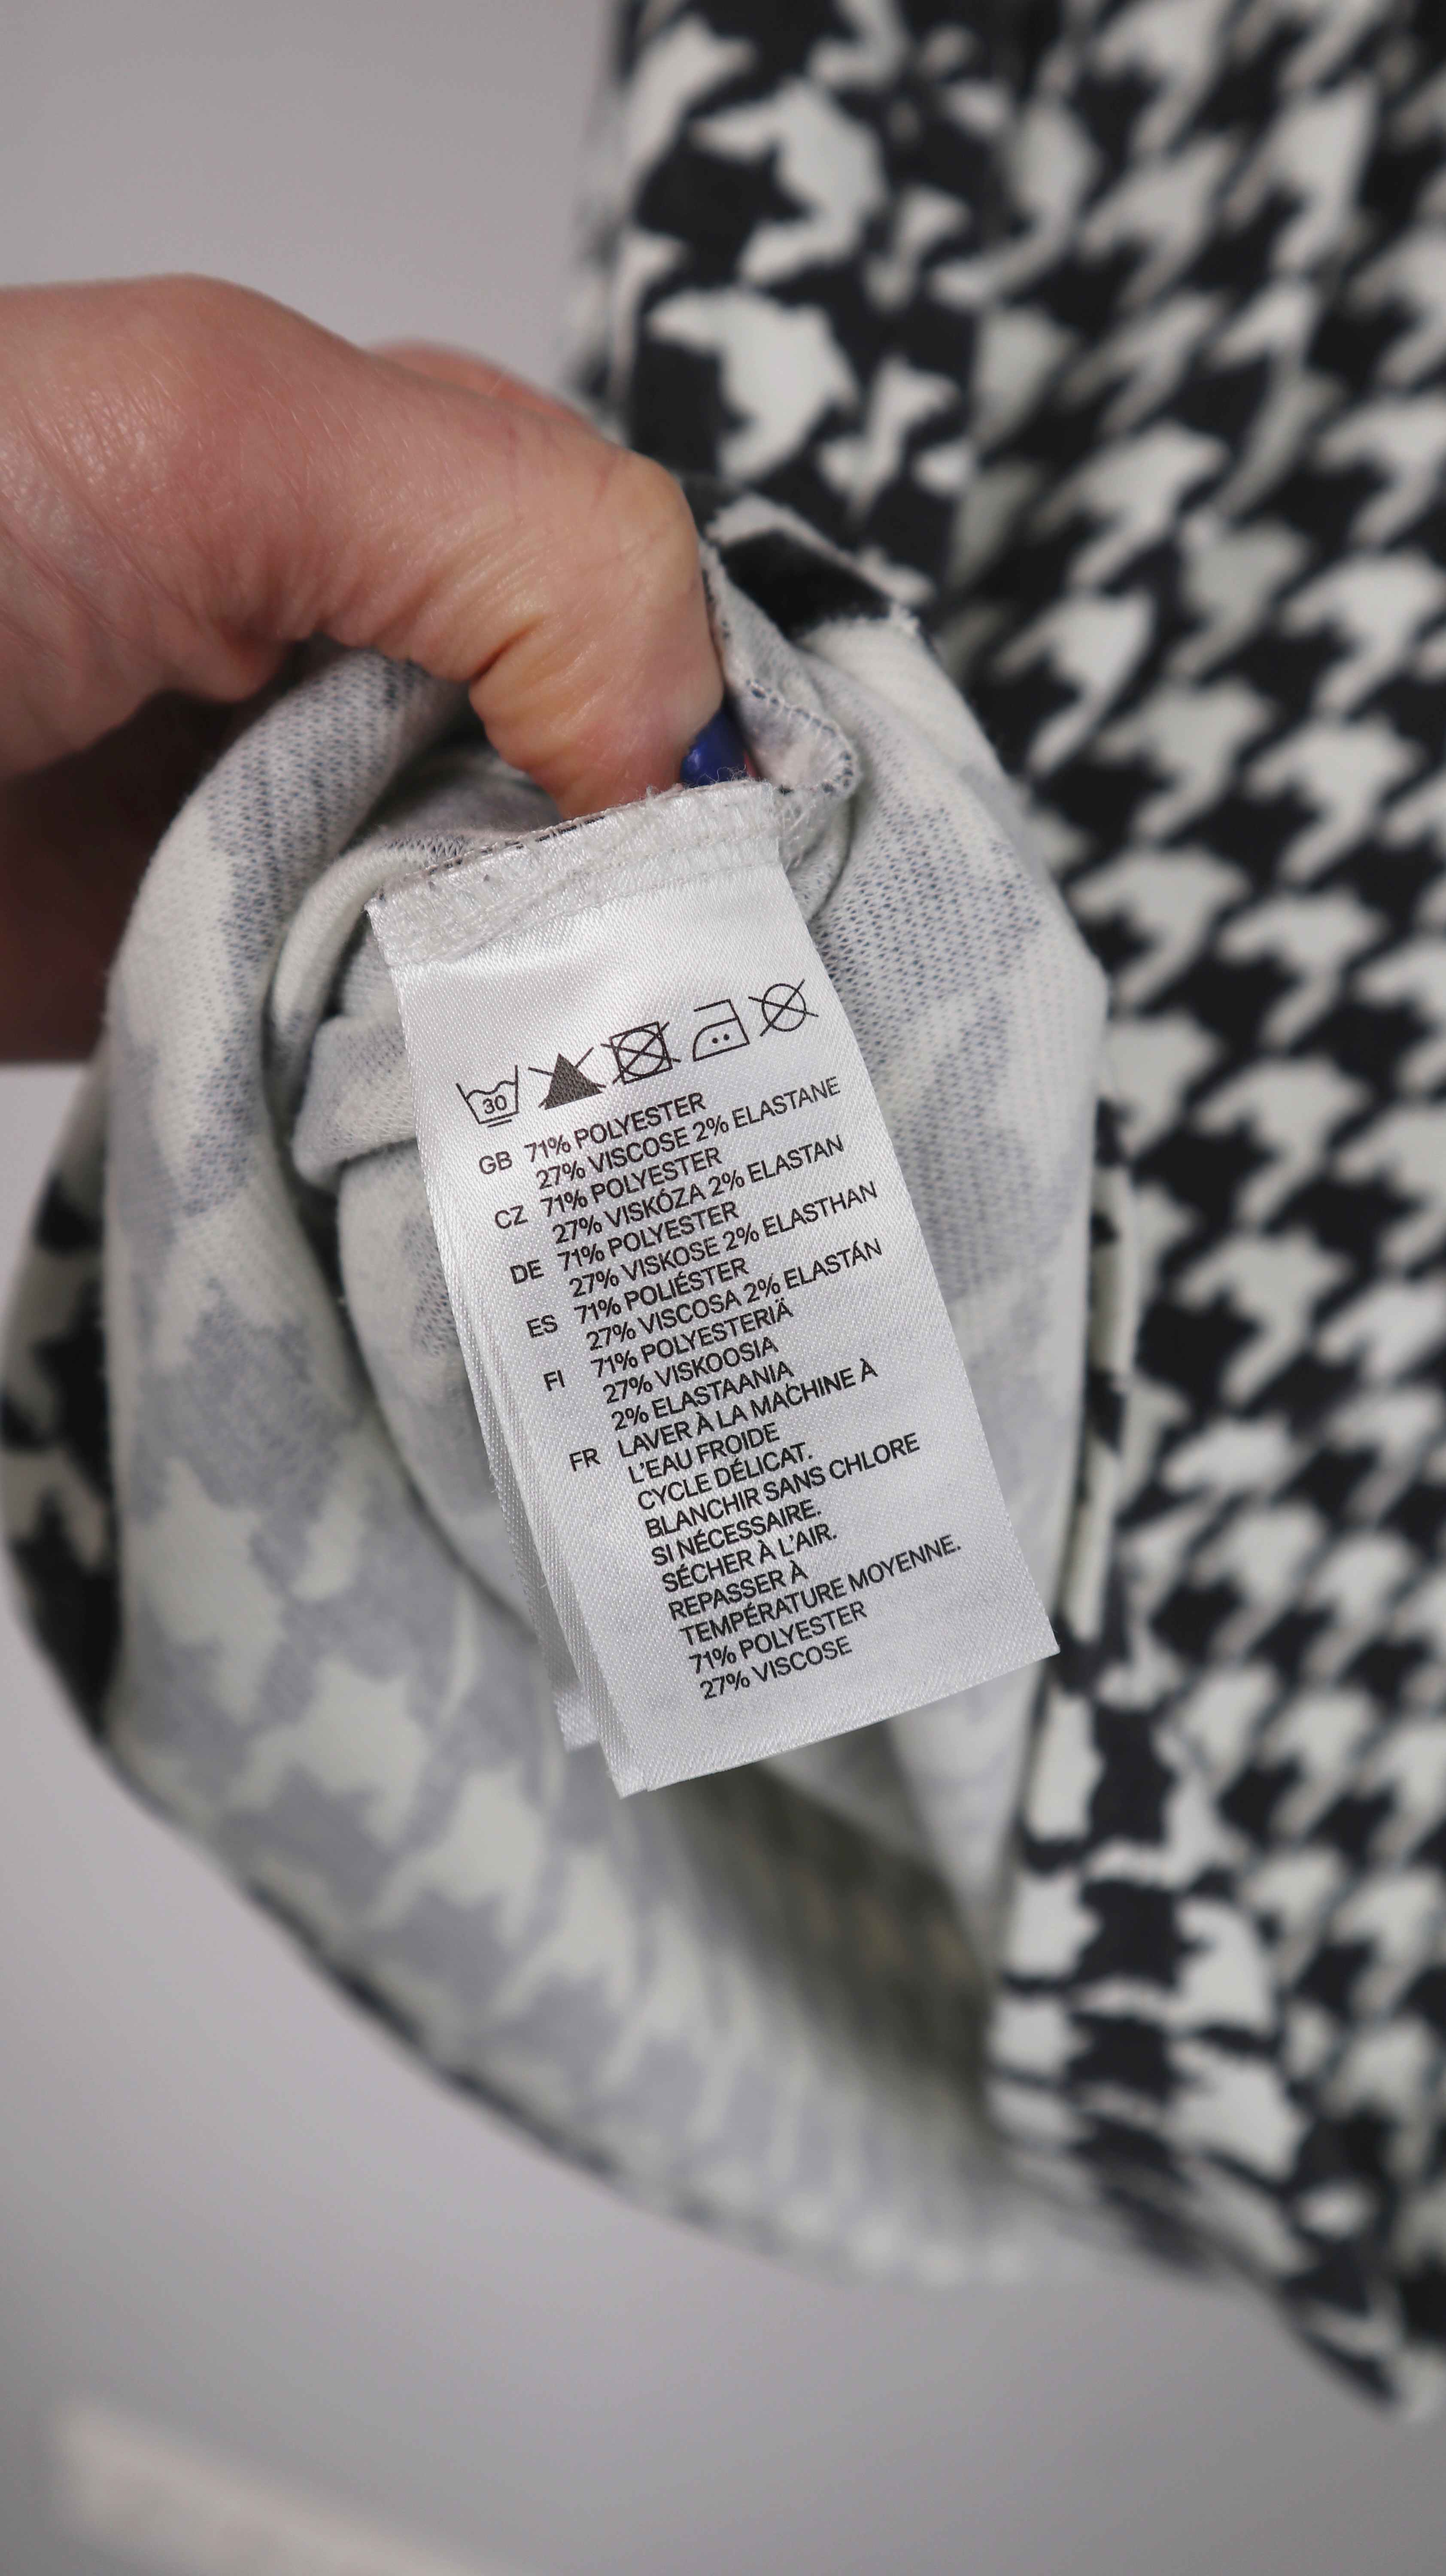 30
GB 71% POLYESTER
27% VISCOSE 2% ELASTANE
CZ 71% POLYESTER
27% VISKÓZA 2% ELASTAN
DE 71% POLYESTER
27% VISKOSE 2% ELASTHAN
ES 71% POLIÉSTER
27% VISCOSA 2% ELASTÁN
FI 71% POLYESTERIÄ
27% VISKOOSIA
2% ELASTAANIA
FR LAVER À LA MACHINE À
L'EAU FROIDE
CYCLE DÉLICAT.
BLANCHIR SANS CHLORE
SI NÉCESSAIRE.
SÉCHER À L'AIR.
REPASSER À
TEMPÉRATURE MOYENNE.
71% POLYESTER
27% VISCOSE